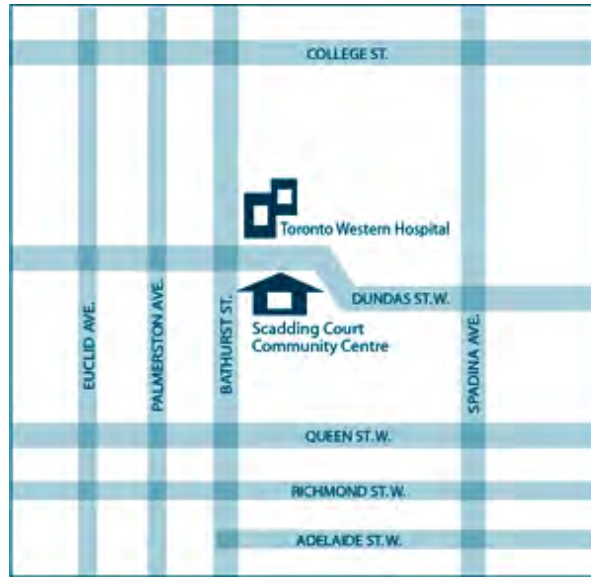 COLLEGE ST.
Toronto Western Hospital
DUNDAS ST.W.
Scadding Court
Community Centre
EUCLID AVE.
PALMERSTON AVE.
BATHURST ST.
SPADINA AVE.
QUEEN ST.W.
RICHMOND ST.W.
ADELAIDE ST.W.